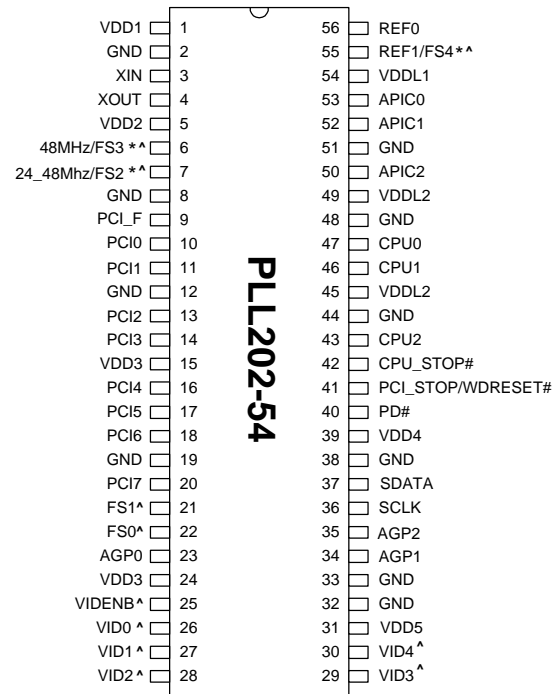 VDD1 1 56 REF0
GND 2 55 REF1/FS4*^
XIN 3 54 VDDL1
XOUT 4 53 APIC0
VDD2 5 52 APIC1
48MHz/FS3 *^ 6 51 GND
24_48Mhz/FS2 *^ 7 50 APIC2
GND 8 49 VDDL2
PCI_F 9 48 GND
PCI0 10 47 CPU0
PCI1 11 46 CPU1
GND 12 45 VDDL2
PCI2 13 44 GND
PCI3 14 43 CPU2
VDD3 15 42 CPU_STOP#
PCI4 16 41 PCI_STOP/WDRESET#
PCI5 17 40 PD#
PCI6 18 39 VDD4
GND 19 38 GND
PCI7 20 37 SDATA
FS1^ 21 36 SCLK
FS0^ 22 35 AGP2
AGP0 23 34 AGP1
VDD3 24 33 GND
VIDENB^ 25 32 GND
VID0 ^ 26 31 VDD5
VID1^ 27 30 VID4^
VID2^ 28 29 VID3^
PLL202-54